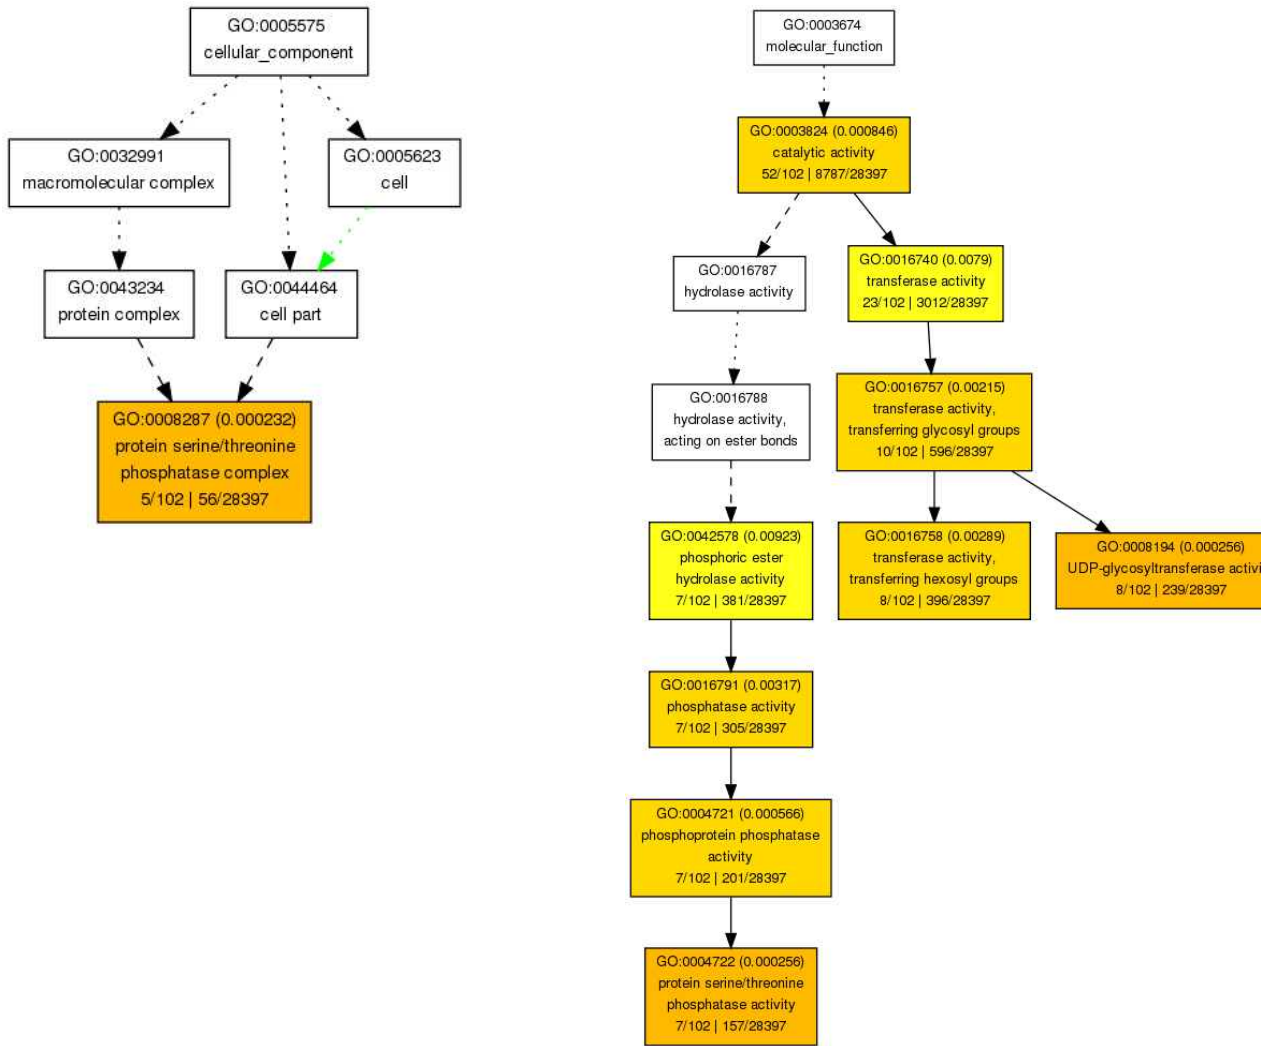 GO:0005575
cellular_component
GO:0032991
macromolecular complex
GO:0005623
cell
GO:0043234
protein complex
GO:0044464
cell part
GO:0008287 (0.000232)
protein serine/threonine
phosphatase complex
5/102 | 56/28397
GO:0003674
molecular_function
GO:0003824 (0.000846)
catalytic activity
52/102 | 8787/28397
GO:0016787
hydrolase activity
GO:0016740 (0.0079)
transferase activity
23/102 | 3012/28397
GO:0016788
hydrolase activity,
acting on ester bonds
GO:0016757 (0.00215)
transferase activity,
transferring glycosyl groups
10/102 | 596/28397
GO:0042578 (0.00923)
phosphoric ester
hydrolase activity
7/102 | 381/28397
GO:0016758 (0.00289)
transferase activity,
transferring hexosyl groups
8/102 | 396/28397
GO:0008194 (0.000256)
UDP-glycosyltransferase activi
8/102 | 239/28397
GO:0016791 (0.00317)
phosphatase activity
7/102 | 305/28397
GO:0004721 (0.000566)
phosphoprotein phosphatase
activity
7/102 | 201/28397
GO:0004722 (0.000256)
protein serine/threonine
phosphatase activity
7/102 | 157/28397